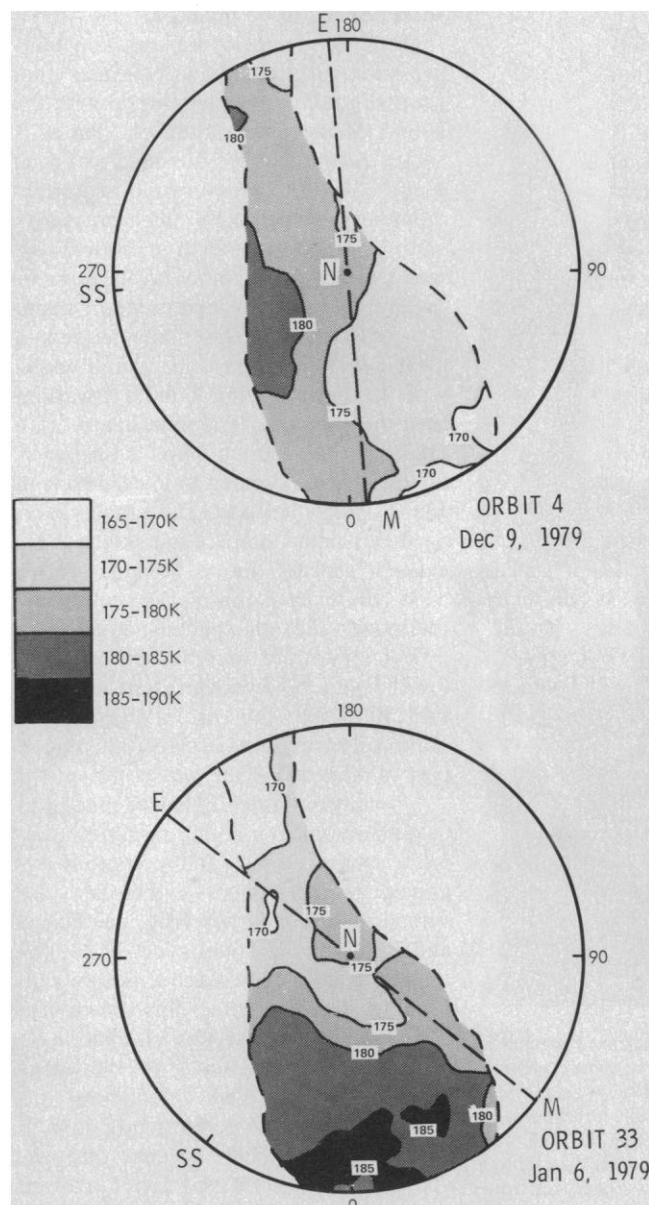 E 180
175
180
175
270
N
90
SS
180
175
170
170
0
M
ORBIT 4
Dec 9, 1979
165-170K
170-175K
175-180K
180-185K
185-190K
180
E
170
175
170
N
270
175
90
175
180
180
M
185
SS
ORBIT 33
185
Jan 6, 1979
0